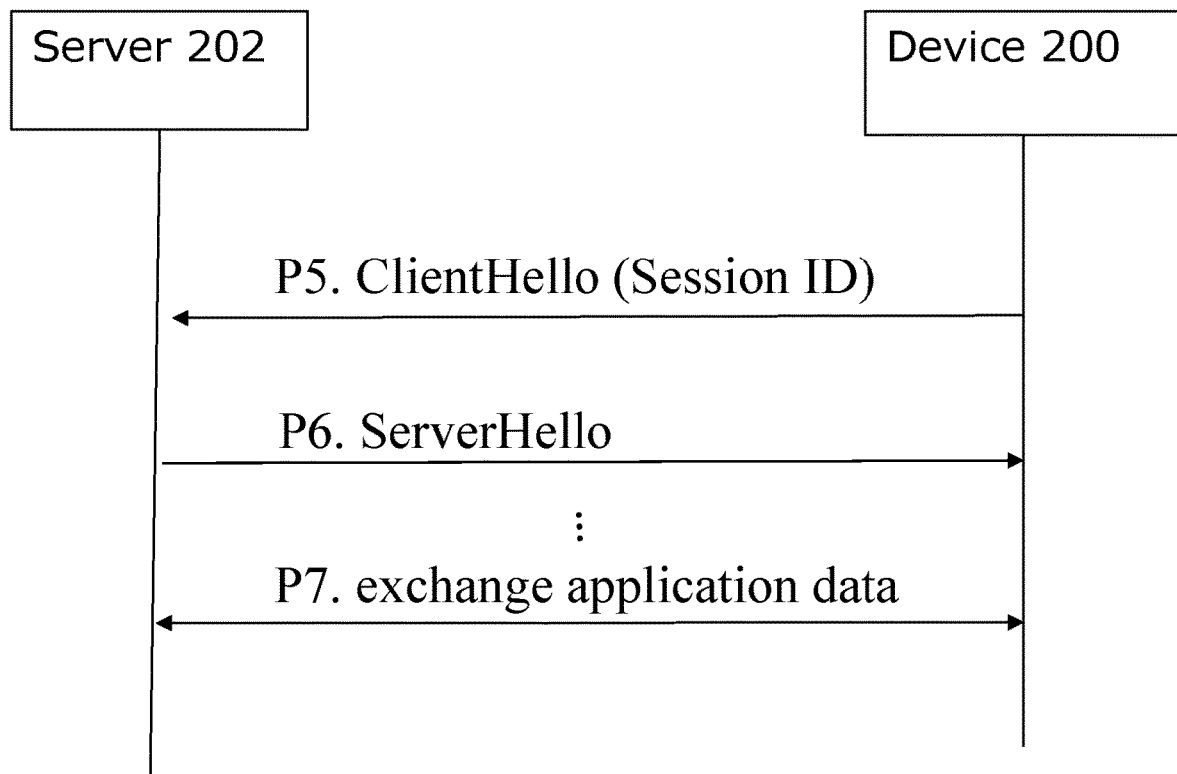 Server 202
Device 200
P5. ClientHello (Session ID)
P6. ServerHello
⋮
P7. exchange application data